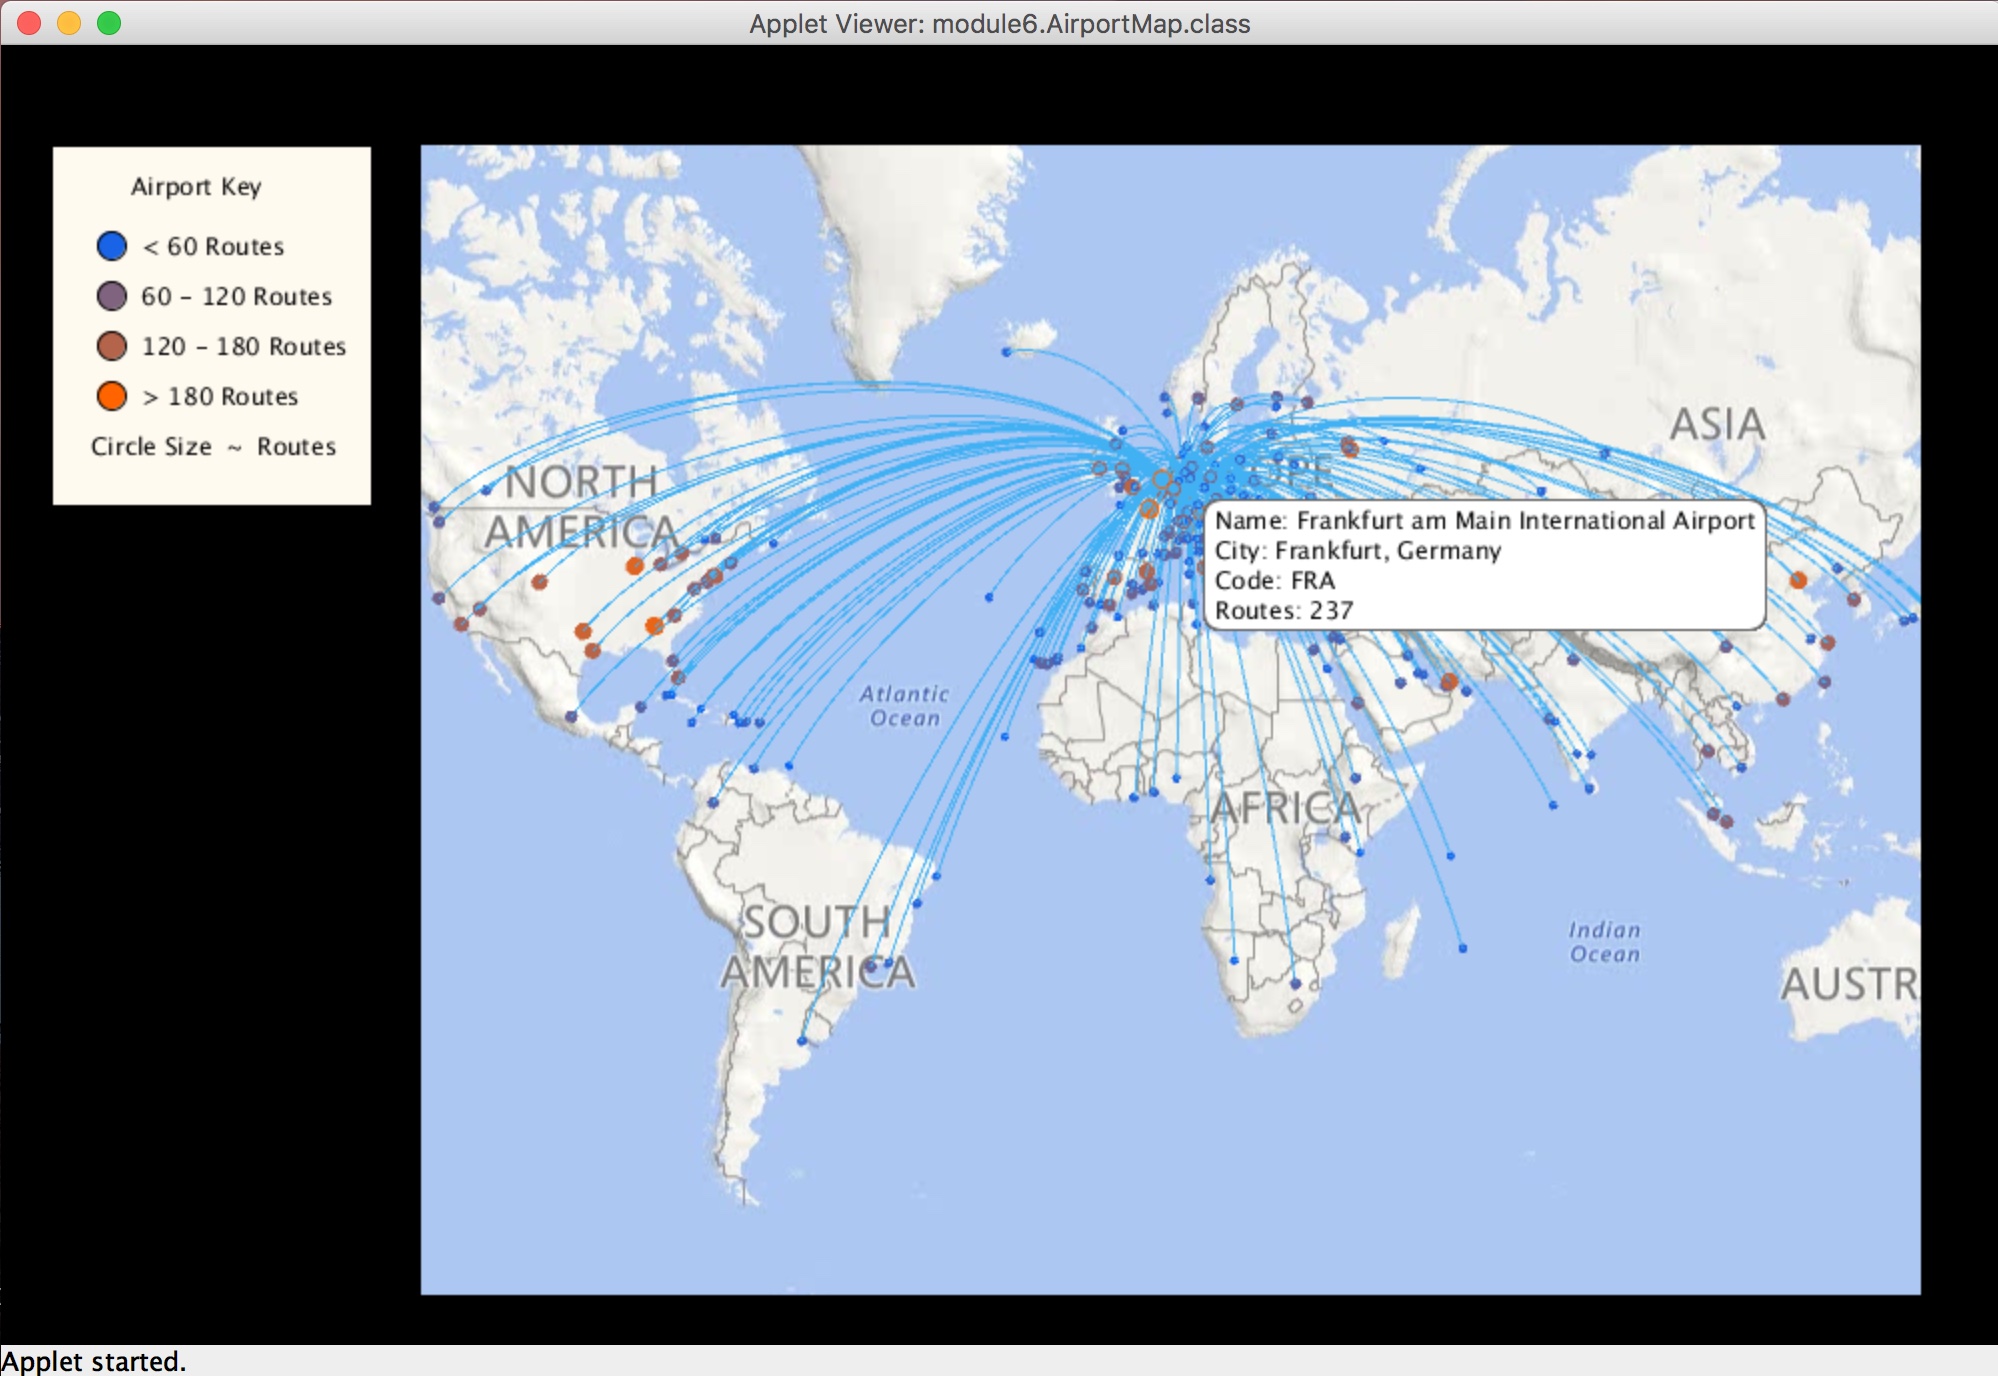 Applet Viewer: module6.AirportMap.class
Airport Key
< 60 Routes
60 - 120 Routes
120 - 180 Routes
> 180 Routes
Circle Size ~ Routes
NORTH
AMERICA
ASIA
OPE
Name: Frankfurt am Main International Airport
City: Frankfurt, Germany
Code: FRA
Routes: 237
Atlantic
Ocean
AFRICA
SOUTH
AMERICA
Indian
Ocean
AUSTR
Applet started.